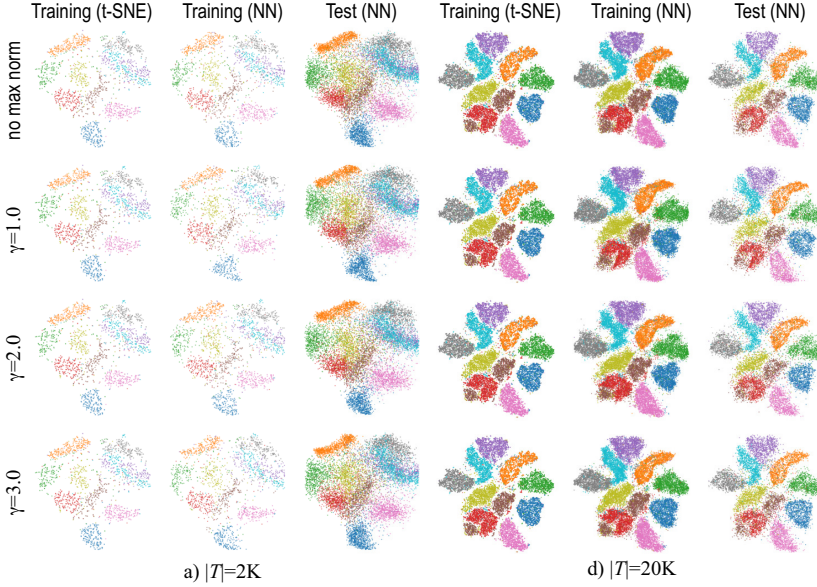 Training (t-SNE) Training (NN) Test (NN) Training (t-SNE) Training (NN) Test (NN)
no max norm
γ=1.0
γ=2.0
γ=3.0
a) |T|=2K d) |T|=20K